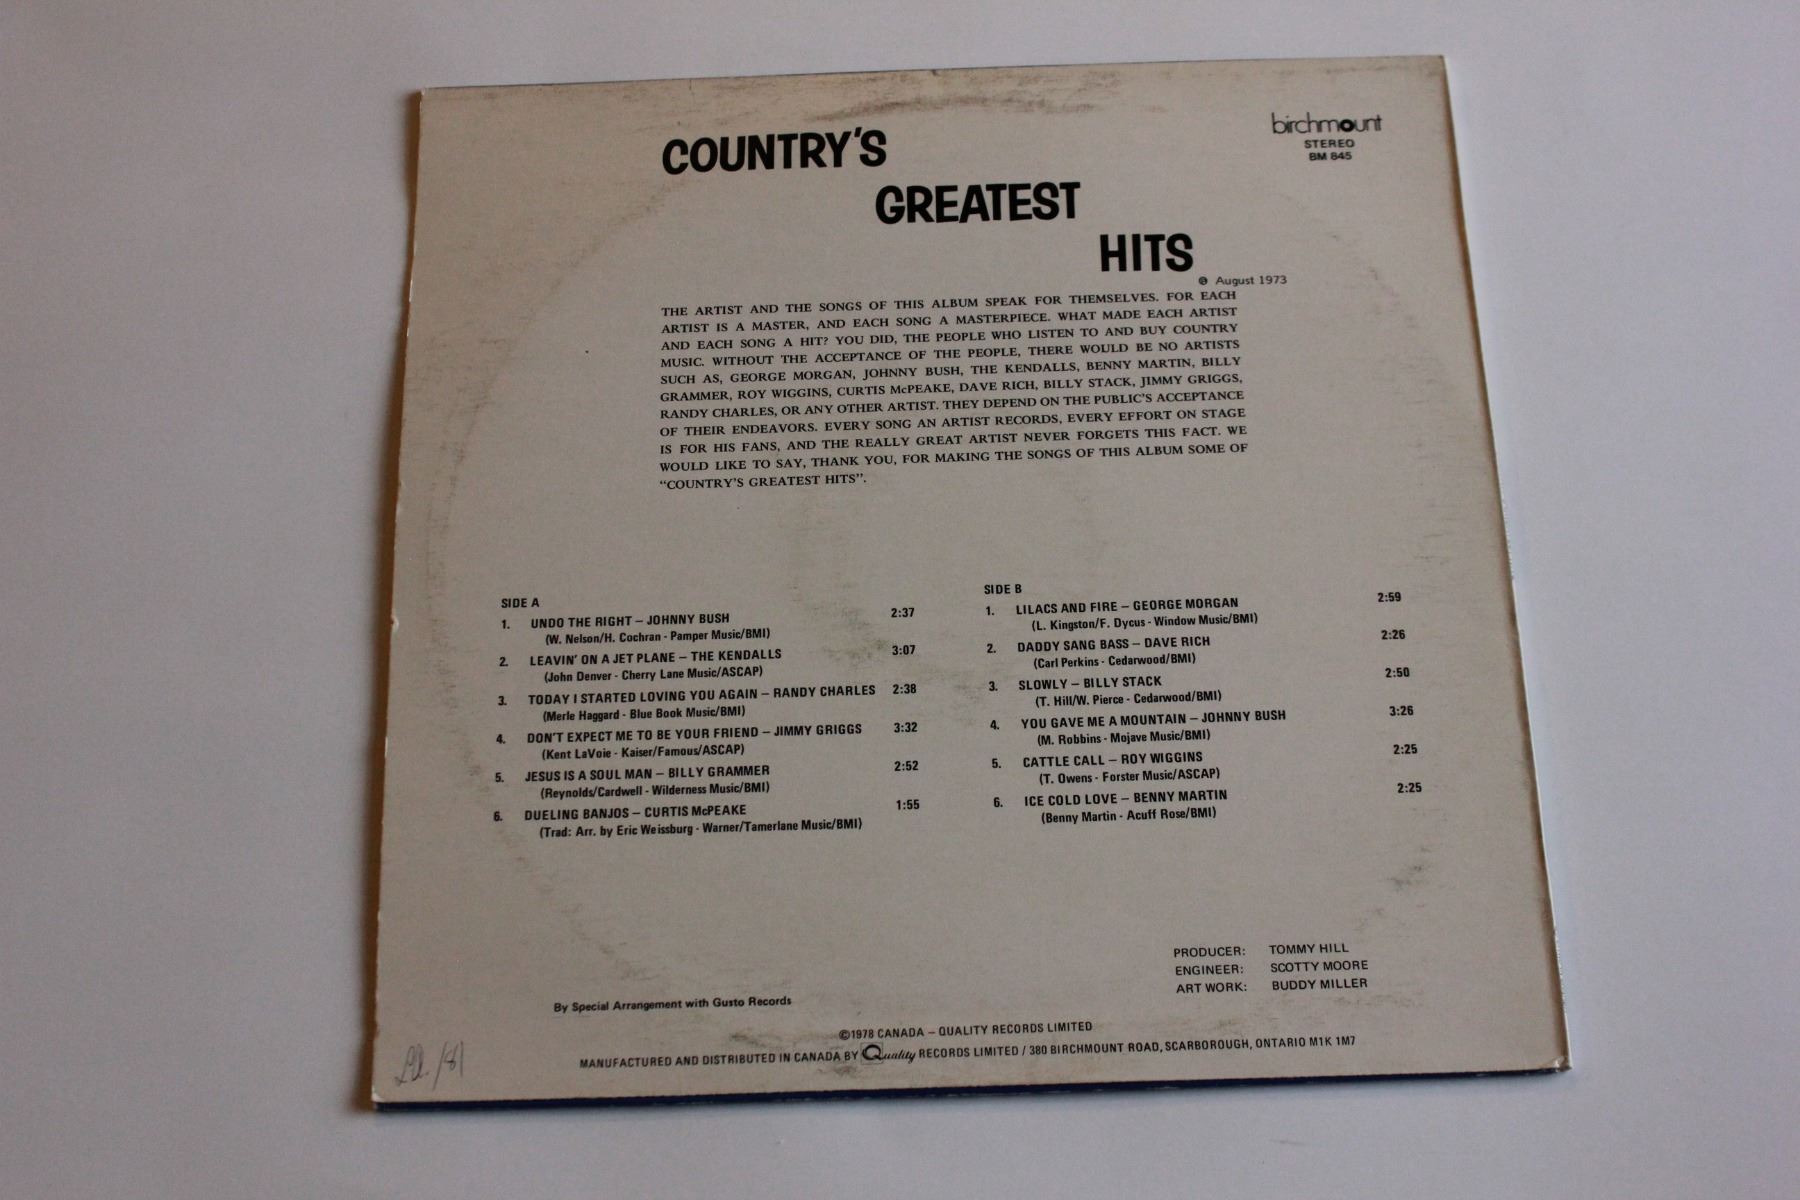 birchmount
STEREO
BM 845
COUNTRY'S
GREATEST
HITS
℗ August 1973
THE ARTIST AND THE SONGS OF THIS ALBUM SPEAK FOR THEMSELVES. FOR EACH
ARTIST IS A MASTER, AND EACH SONG A MASTERPIECE. WHAT MADE EACH ARTIST
AND EACH SONG A HIT? YOU DID, THE PEOPLE WHO LISTEN TO AND BUY COUNTRY
MUSIC. WITHOUT THE ACCEPTANCE OF THE PEOPLE, THERE WOULD BE NO ARTISTS
SUCH AS, GEORGE MORGAN, JOHNNY BUSH, THE KENDALLS, BENNY MARTIN, BILLY
GRAMMER, ROY WIGGINS, CURTIS McPEAKE, DAVE RICH, BILLY STACK, JIMMY GRIGGS,
RANDY CHARLES, OR ANY OTHER ARTIST. THEY DEPEND ON THE PUBLIC'S ACCEPTANCE
OF THEIR ENDEAVORS. EVERY SONG AN ARTIST RECORDS, EVERY EFFORT ON STAGE
IS FOR HIS FANS, AND THE REALLY GREAT ARTIST NEVER FORGETS THIS FACT. WE
WOULD LIKE TO SAY, THANK YOU, FOR MAKING THE SONGS OF THIS ALBUM SOME OF
"COUNTRY'S GREATEST HITS".
SIDE A
1. UNDO THE RIGHT – JOHNNY BUSH 2:37
(W. Nelson/H. Cochran - Pamper Music/BMI)
2. LEAVIN' ON A JET PLANE – THE KENDALLS 3:07
(John Denver - Cherry Lane Music/ASCAP)
3. TODAY I STARTED LOVING YOU AGAIN – RANDY CHARLES 2:38
(Merle Haggard - Blue Book Music/BMI)
4. DON'T EXPECT ME TO BE YOUR FRIEND – JIMMY GRIGGS 3:32
(Kent LaVoie - Kaiser/Famous/ASCAP)
5. JESUS IS A SOUL MAN – BILLY GRAMMER 2:52
(Reynolds/Cardwell - Wilderness Music/BMI)
6. DUELING BANJOS – CURTIS McPEAKE 1:55
(Trad: Arr. by Eric Weissburg - Warner/Tamerlane Music/BMI)
SIDE B
1. LILACS AND FIRE – GEORGE MORGAN 2:59
(L. Kingston/F. Dycus - Window Music/BMI)
2. DADDY SANG BASS – DAVE RICH 2:26
(Carl Perkins - Cedarwood/BMI)
3. SLOWLY – BILLY STACK 2:50
(T. Hill/W. Pierce - Cedarwood/BMI)
4. YOU GAVE ME A MOUNTAIN – JOHNNY BUSH 3:26
(M. Robbins - Mojave Music/BMI)
5. CATTLE CALL – ROY WIGGINS 2:25
(T. Owens - Forster Music/ASCAP)
6. ICE COLD LOVE – BENNY MARTIN 2:25
(Benny Martin - Acuff Rose/BMI)
PRODUCER: TOMMY HILL
ENGINEER: SCOTTY MOORE
ART WORK: BUDDY MILLER
By Special Arrangement with Gusto Records
©1978 CANADA – QUALITY RECORDS LIMITED
MANUFACTURED AND DISTRIBUTED IN CANADA BY Quality RECORDS LIMITED / 380 BIRCHMOUNT ROAD, SCARBOROUGH, ONTARIO M1K 1M7